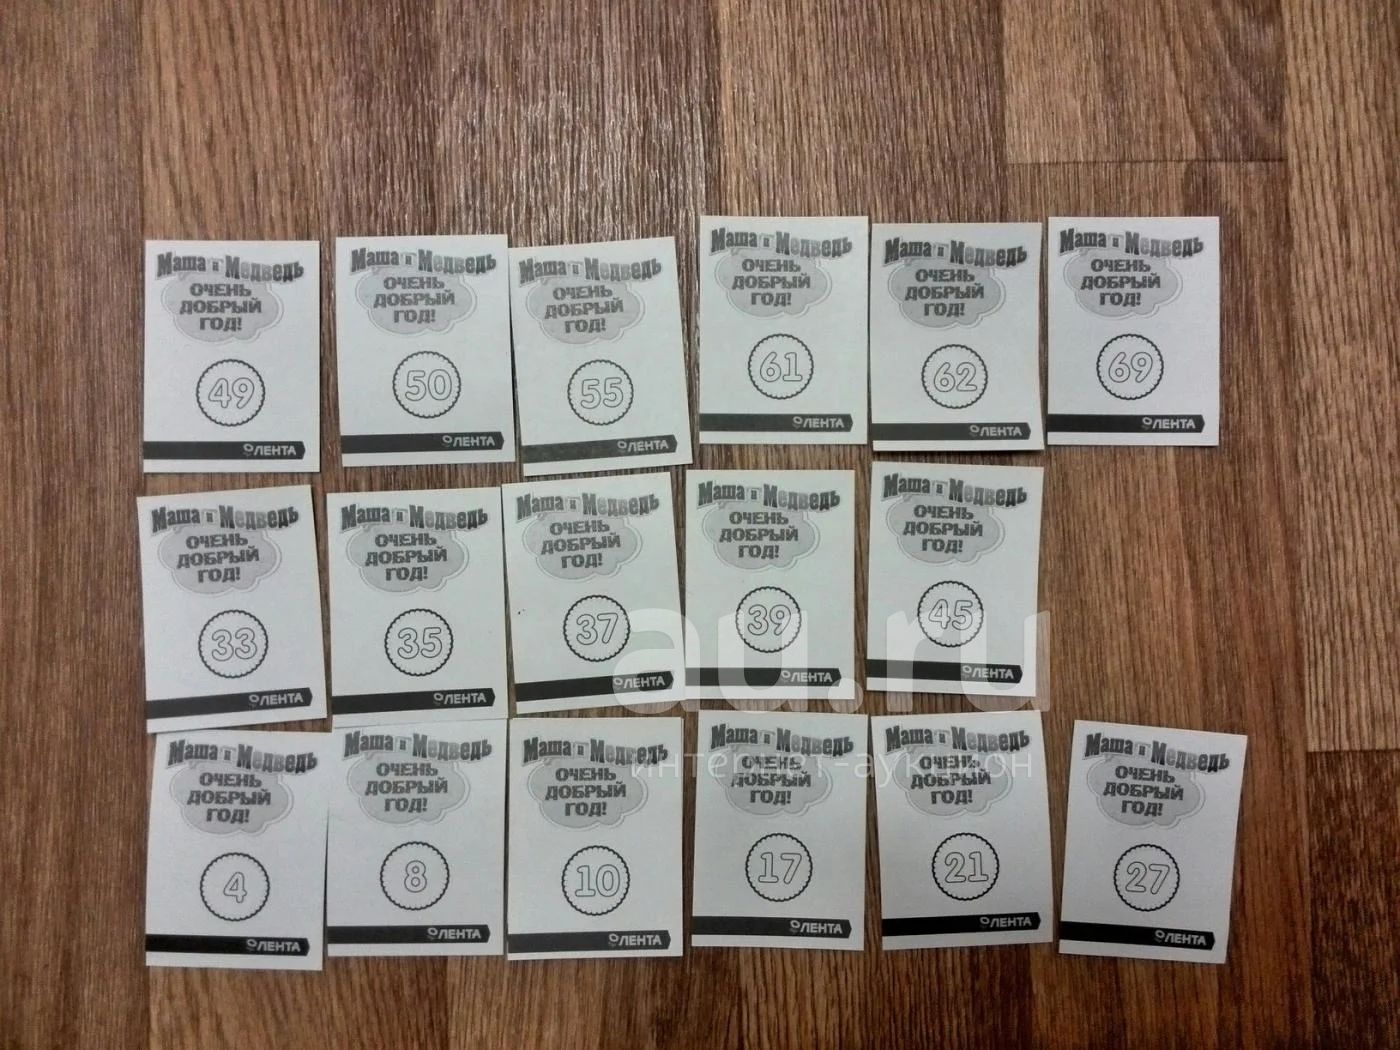 Маша и Медведь
ОЧЕНЬ
ДОБРЫЙ
ГОД!
49
ЛЕНТА
Маша и Медведь
ОЧЕНЬ
ДОБРЫЙ
ГОД!
50
ЛЕНТА
Маша и Медведь
ОЧЕНЬ
ДОБРЫЙ
ГОД!
55
ЛЕНТА
Маша и Медведь
ОЧЕНЬ
ДОБРЫЙ
ГОД!
61
ЛЕНТА
Маша и Медведь
ОЧЕНЬ
ДОБРЫЙ
ГОД!
62
ЛЕНТА
Маша и Медведь
ОЧЕНЬ
ДОБРЫЙ
ГОД!
69
ЛЕНТА
Маша и Медведь
ОЧЕНЬ
ДОБРЫЙ
ГОД!
33
ЛЕНТА
Маша и Медведь
ОЧЕНЬ
ДОБРЫЙ
ГОД!
35
ЛЕНТА
Маша и Медведь
ОЧЕНЬ
ДОБРЫЙ
ГОД!
37
ЛЕНТА
Маша и Медведь
ОЧЕНЬ
ДОБРЫЙ
ГОД!
39
ЛЕНТА
Маша и Медведь
ОЧЕНЬ
ДОБРЫЙ
ГОД!
45
ЛЕНТА
au.ru
интернет-аукцион
Маша и Медведь
ОЧЕНЬ
ДОБРЫЙ
ГОД!
4
ЛЕНТА
Маша и Медведь
ОЧЕНЬ
ДОБРЫЙ
ГОД!
8
ЛЕНТА
Маша и Медведь
ОЧЕНЬ
ДОБРЫЙ
ГОД!
10
ЛЕНТА
Маша и Медведь
ОЧЕНЬ
ДОБРЫЙ
ГОД!
17
ЛЕНТА
Маша и Медведь
ОЧЕНЬ
ДОБРЫЙ
ГОД!
21
ЛЕНТА
Маша и Медведь
ОЧЕНЬ
ДОБРЫЙ
ГОД!
27
ЛЕНТА